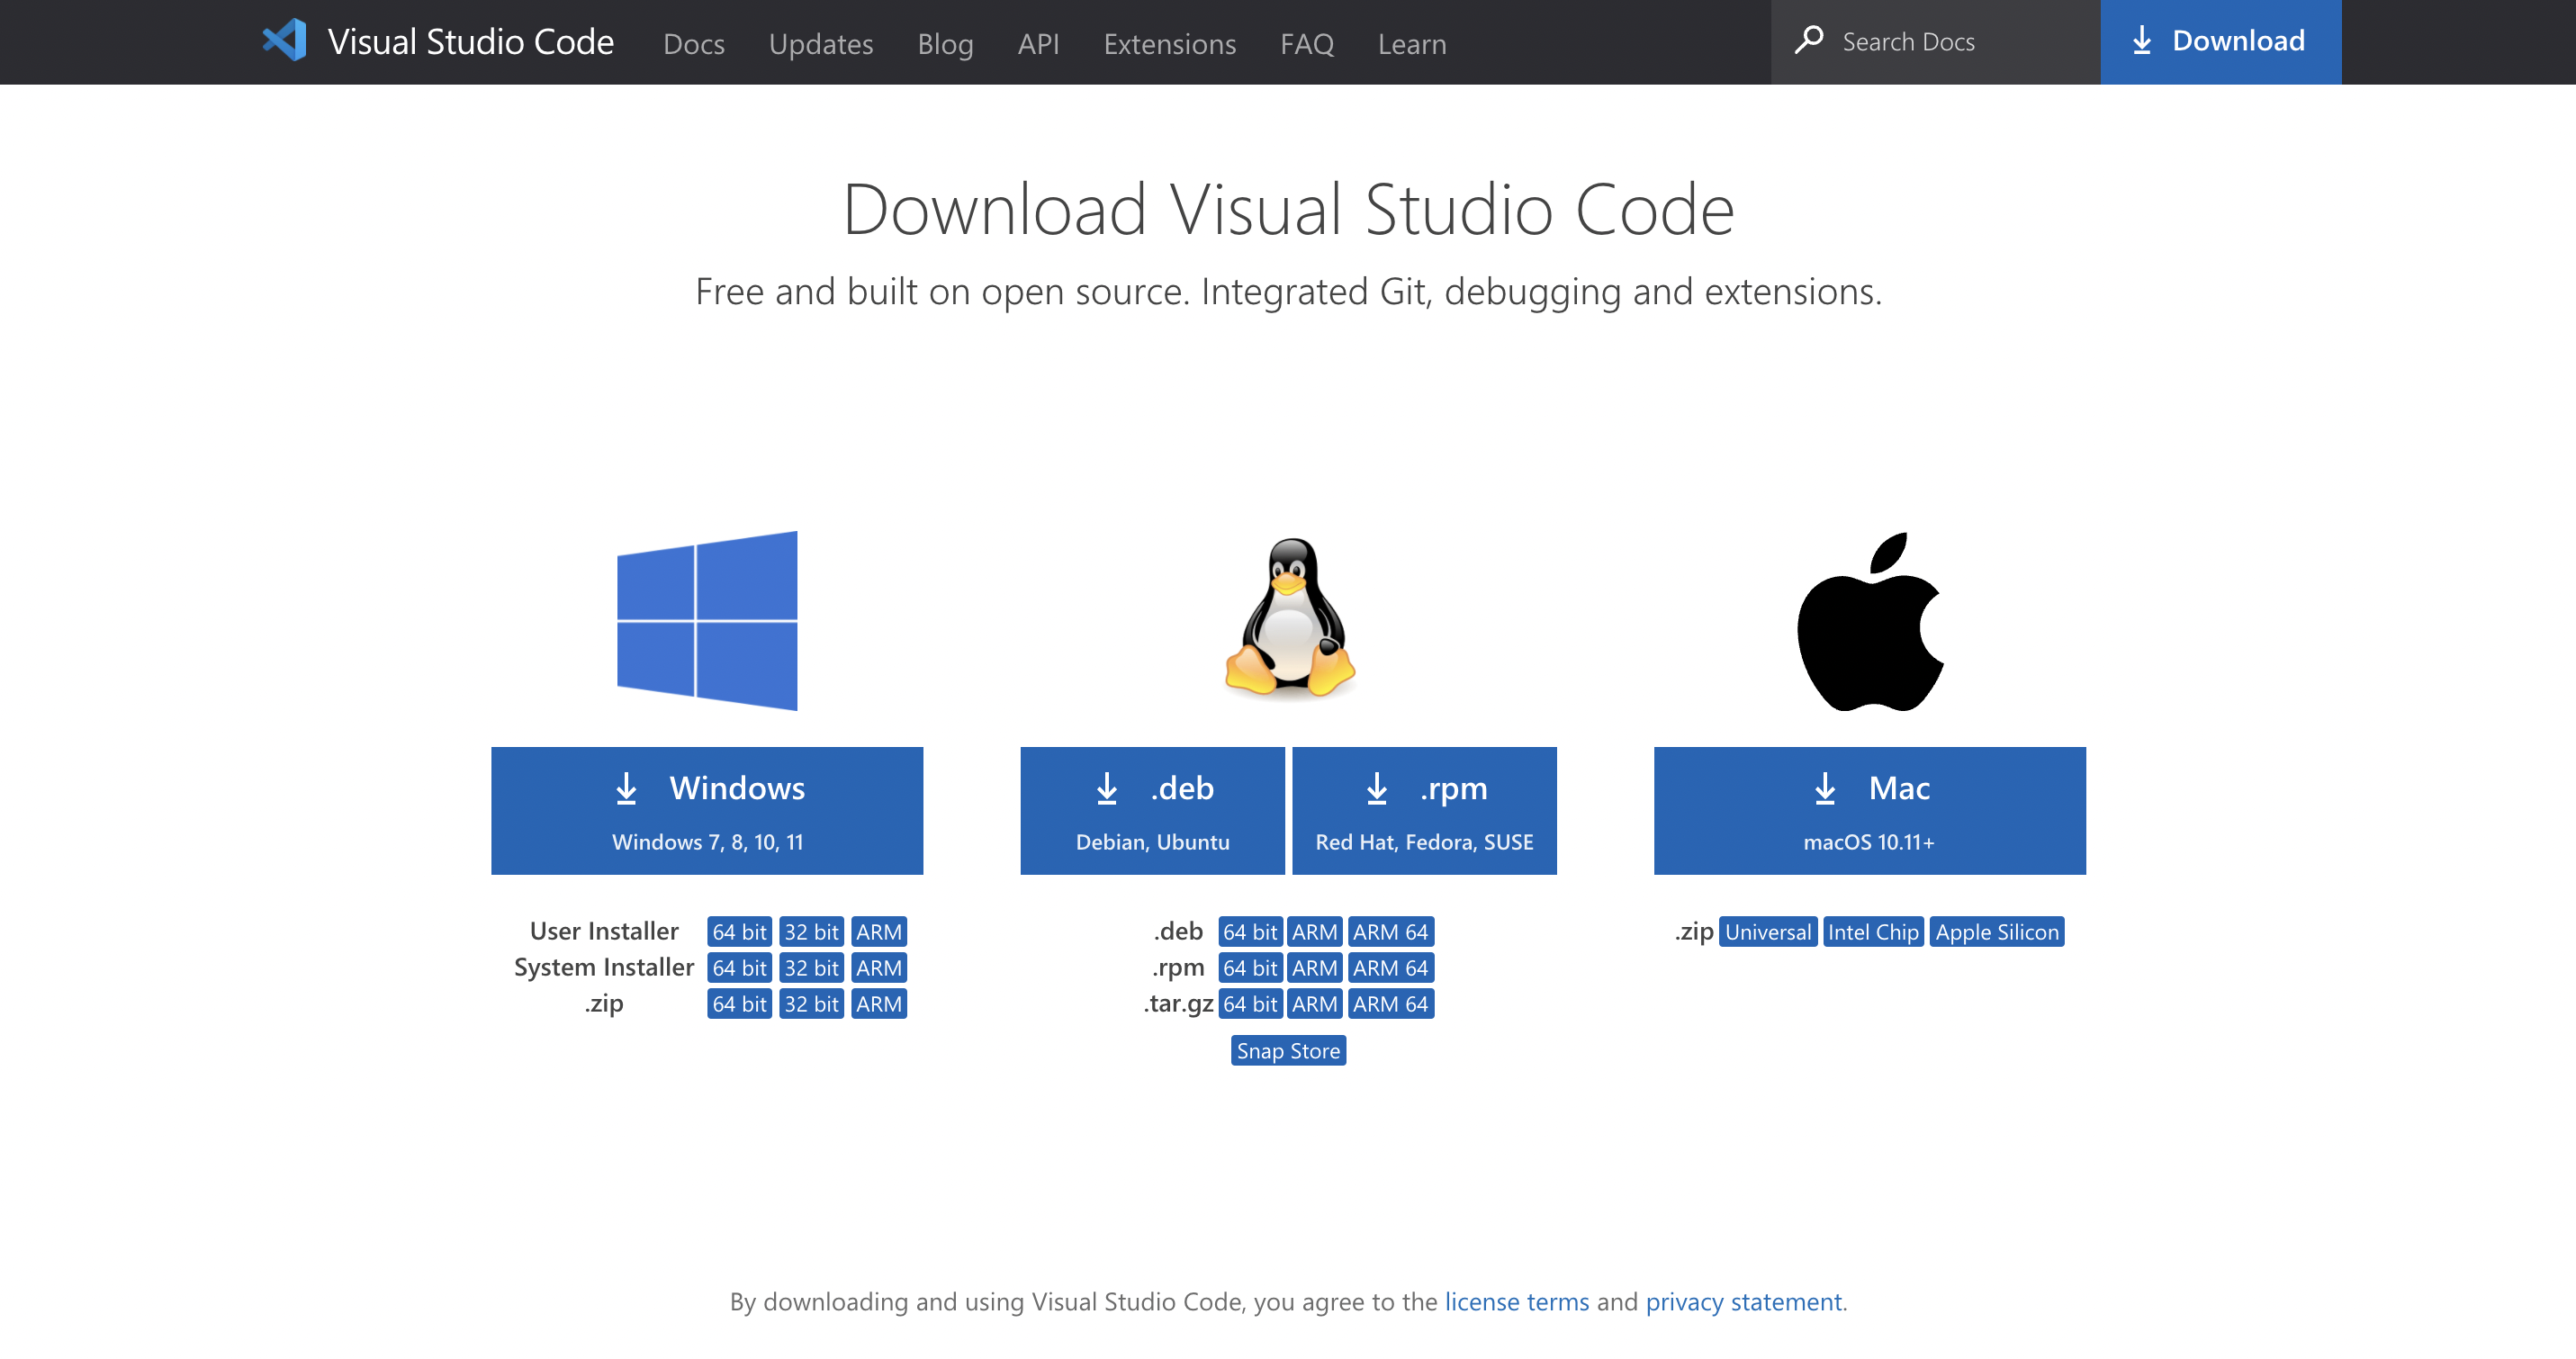 Visual Studio Code Docs Updates Blog API Extensions FAQ Learn Search Docs Download
Download Visual Studio Code
Free and built on open source. Integrated Git, debugging and extensions.
Windows
Windows 7, 8, 10, 11
User Installer 64 bit 32 bit ARM
System Installer 64 bit 32 bit ARM
.zip 64 bit 32 bit ARM
.deb
Debian, Ubuntu
.rpm
Red Hat, Fedora, SUSE
.deb 64 bit ARM ARM 64
.rpm 64 bit ARM ARM 64
.tar.gz 64 bit ARM ARM 64
Snap Store
Mac
macOS 10.11+
.zip Universal Intel Chip Apple Silicon
By downloading and using Visual Studio Code, you agree to the license terms and privacy statement.